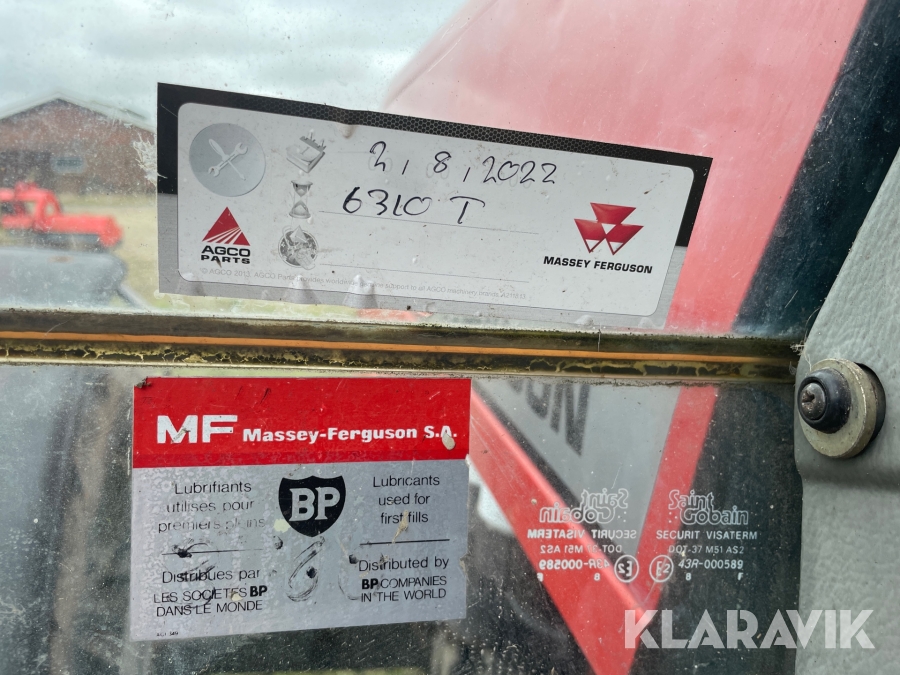 2, 8, 2022
6310 T
AGCO
PARTS
MASSEY FERGUSON
MF Massey-Ferguson S.A.
Lubrifiants
utilisés pour
premiers pleins
BP
Lubricants
used for
first fills
Distribués par
LES SOCIETES BP
DANS LE MONDE
Distributed by
BP COMPANIES
IN THE WORLD
Saint
Gobain
SECURIT VISATERM
DOT-37 M51 AS2
43R-000589
B F
KLARAVIK